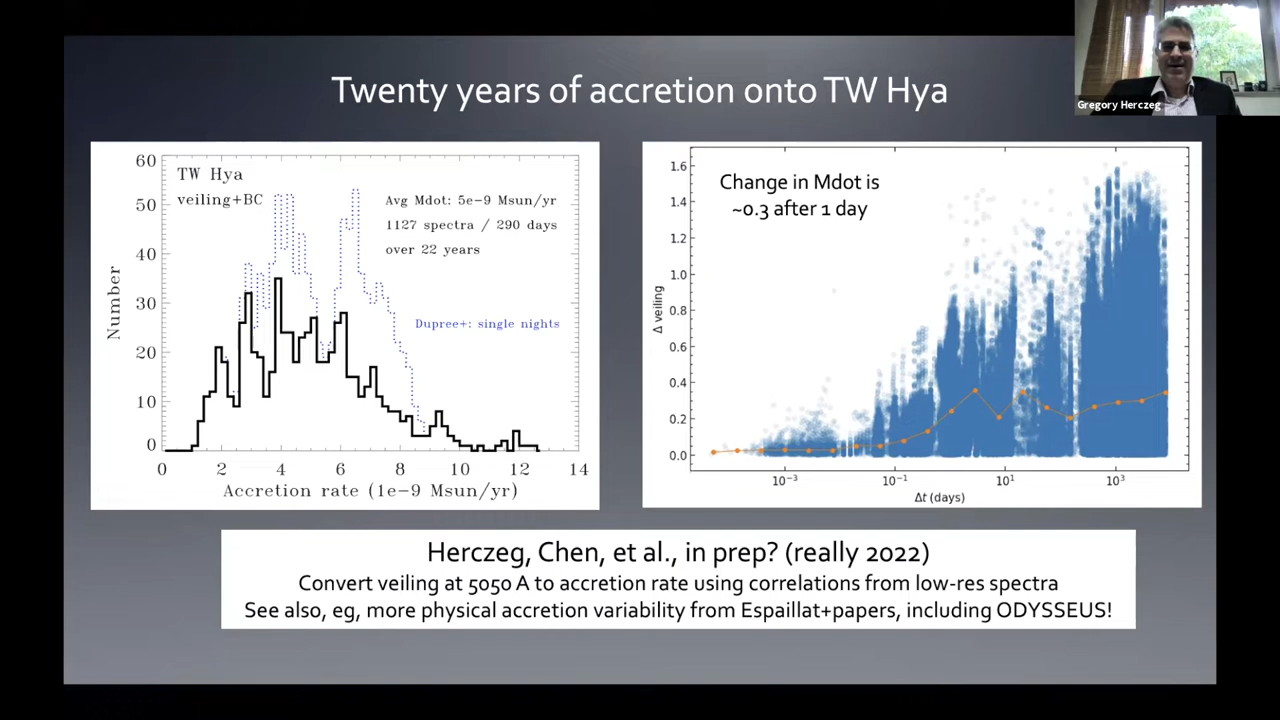 Twenty years of accretion onto TW Hya
Gregory Herczeg
TW Hya
veiling+BC
Avg Mdot: 5e-9 Msun/yr
1127 spectra / 290 days
over 22 years
Dupree+: single nights
Number
60
50
40
30
20
10
0
0 2 4 6 8 10 12 14
Accretion rate (1e-9 Msun/yr)
Change in Mdot is
~0.3 after 1 day
Δ veiling
1.6
1.4
1.2
1.0
0.8
0.6
0.4
0.2
0.0
10⁻³ 10⁻¹ 10¹ 10³
Δt (days)
Herczeg, Chen, et al., in prep? (really 2022)
Convert veiling at 5050 A to accretion rate using correlations from low-res spectra
See also, eg, more physical accretion variability from Espaillat+papers, including ODYSSEUS!